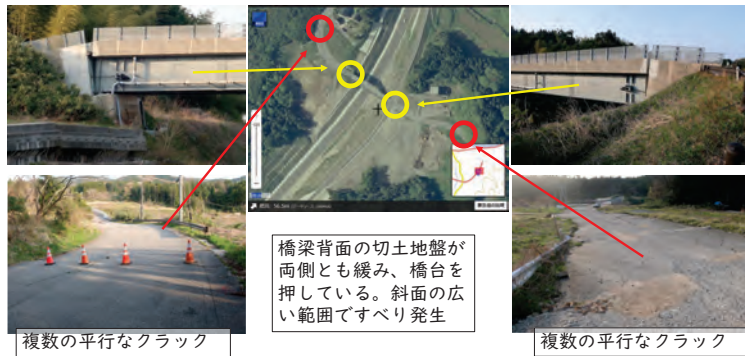 橋梁背面の切土地盤が
両側とも緩み、橋台を
押している。斜面の広
い範囲ですべり発生
複数の平行なクラック
複数の平行なクラック